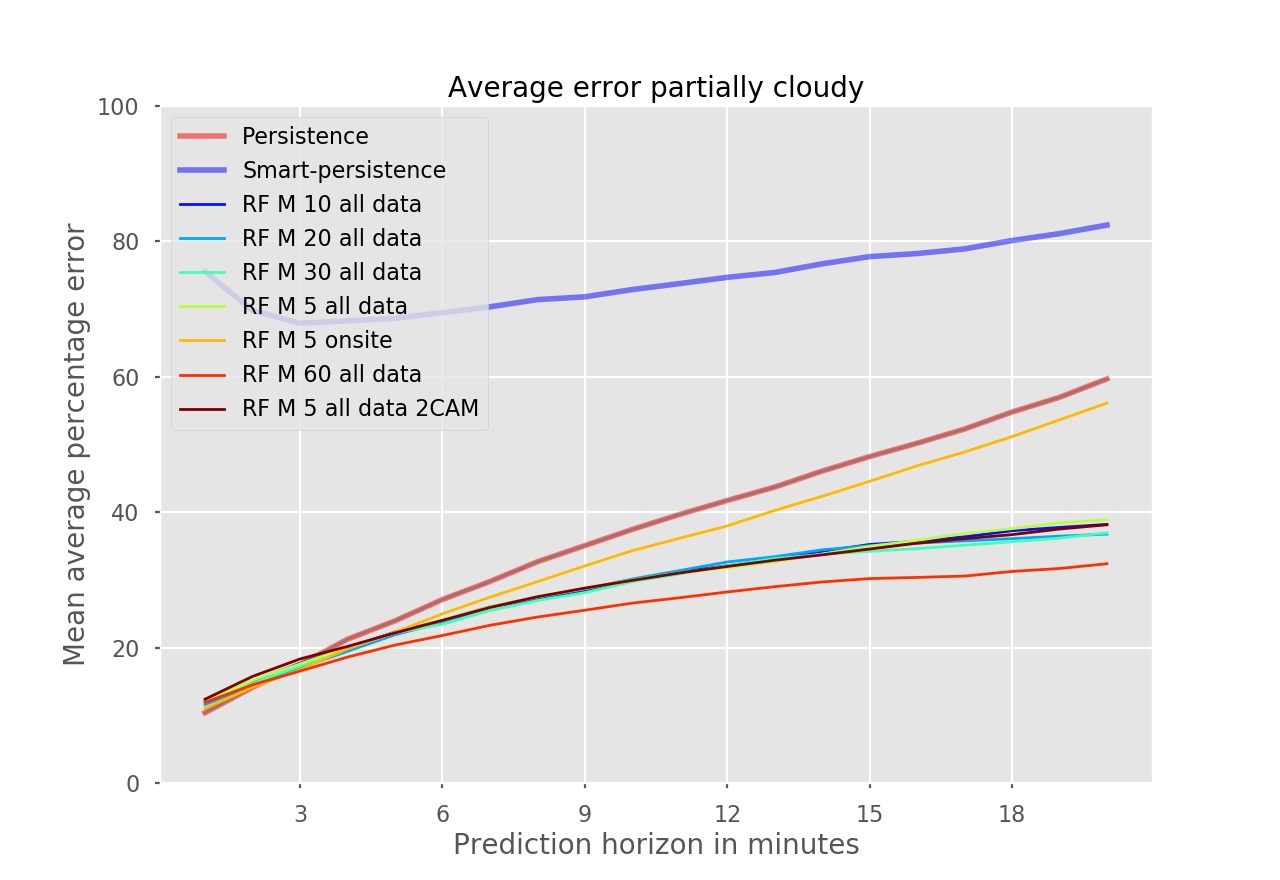 Average error partially cloudy
100
80
60
40
20
0
Mean average percentage error
Persistence
Smart-persistence
RF M 10 all data
RF M 20 all data
RF M 30 all data
RF M 5 all data
RF M 5 onsite
RF M 60 all data
RF M 5 all data 2CAM
3 6 9 12 15 18
Prediction horizon in minutes